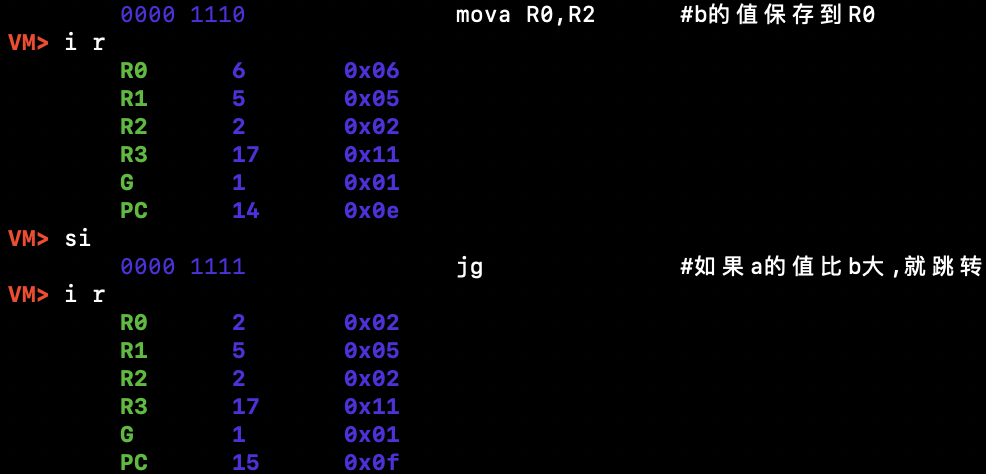 0000 1110 mova R0,R2 #b的值保存到R0
VM> i r
R0 6 0x06
R1 5 0x05
R2 2 0x02
R3 17 0x11
G 1 0x01
PC 14 0x0e
VM> si
0000 1111 jg #如果a的值比b大,就跳转
VM> i r
R0 2 0x02
R1 5 0x05
R2 2 0x02
R3 17 0x11
G 1 0x01
PC 15 0x0f